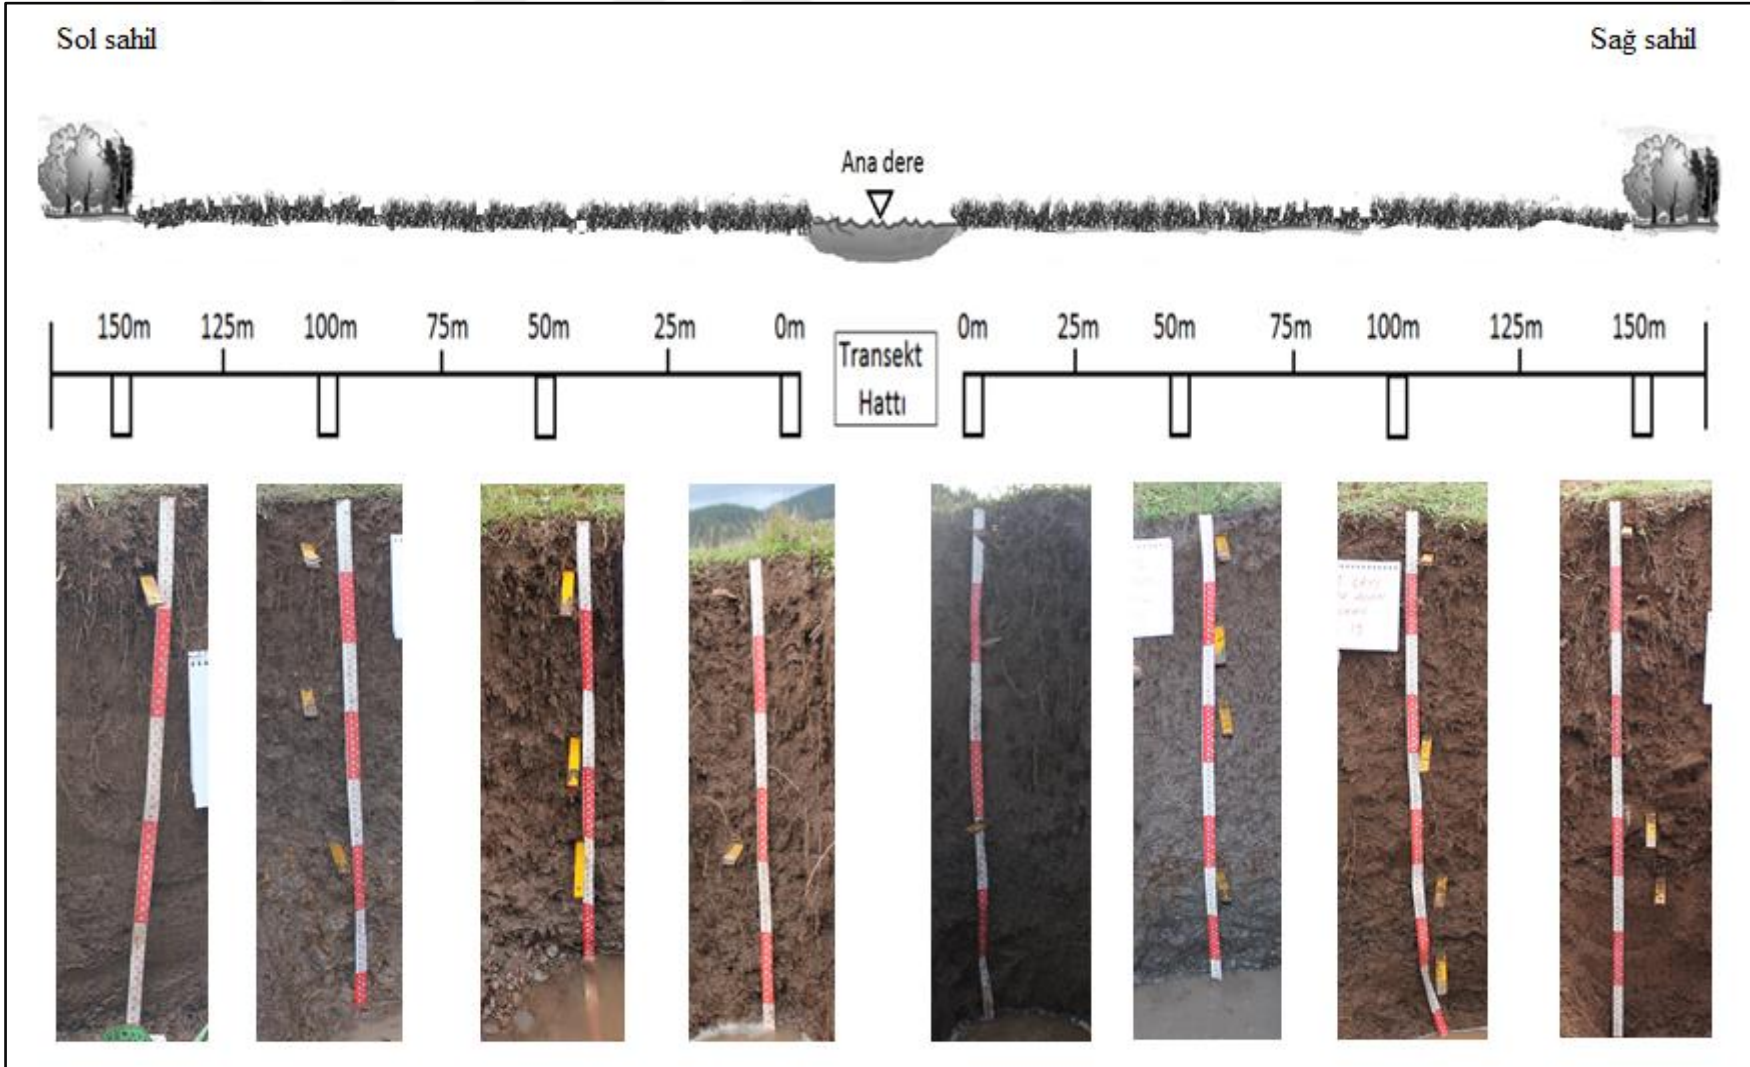 Sol sahil
Sağ sahil
Ana dere
150m 125m 100m 75m 50m 25m 0m
Transekt
Hattı
0m 25m 50m 75m 100m 125m 150m